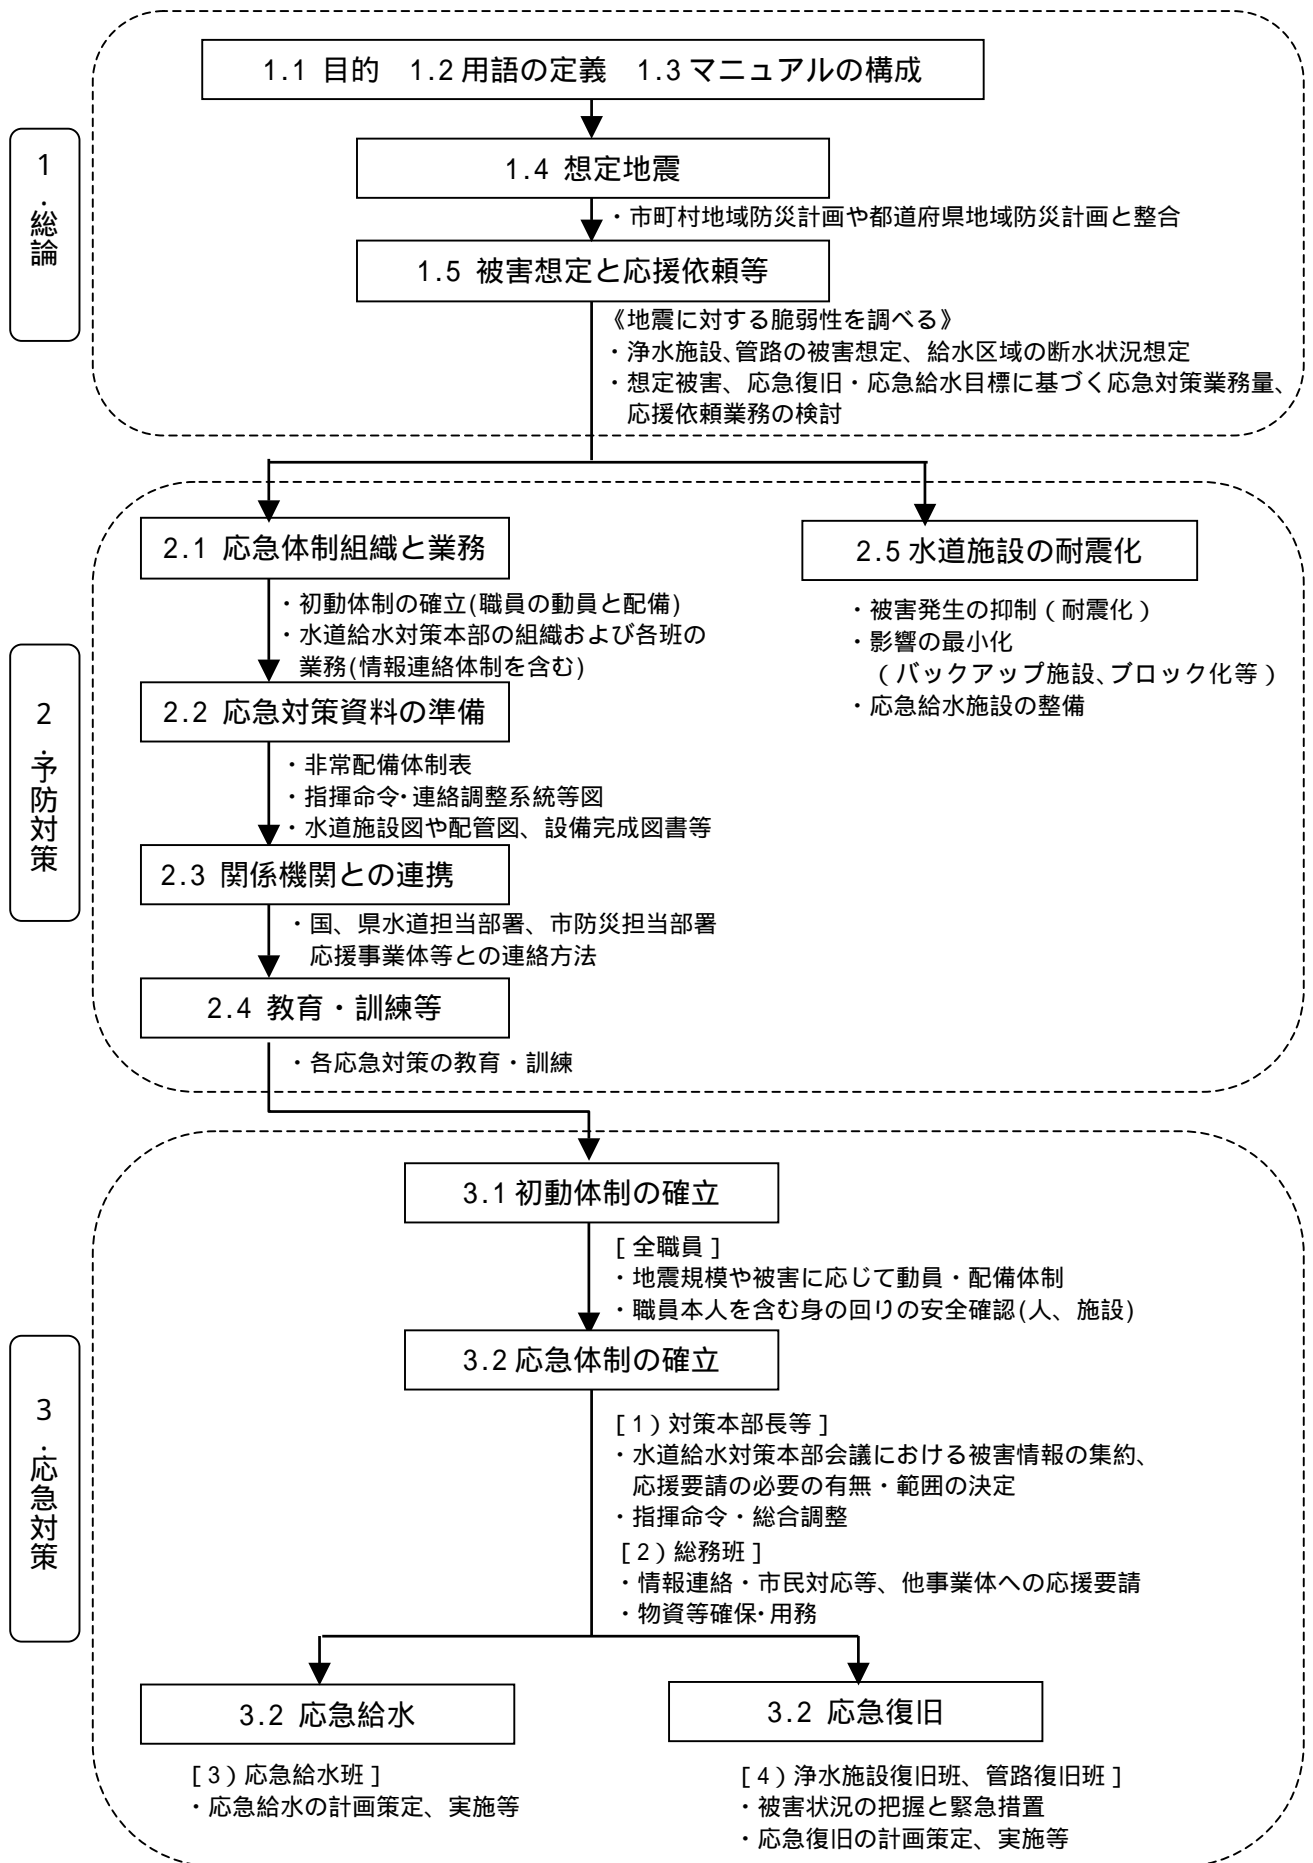 1.1 目的 1.2 用語の定義 1.3 マニュアルの構成
1.4 想定地震
・市町村地域防災計画や都道府県地域防災計画と整合
1.5 被害想定と応援依頼等
《地震に対する脆弱性を調べる》
・浄水施設、管路の被害想定、給水区域の断水状況想定
・想定被害、応急復旧・応急給水目標に基づく応急対策業務量、
応援依頼業務の検討
1.総論
2.1 応急体制組織と業務
・初動体制の確立(職員の動員と配備)
・水道給水対策本部の組織および各班の
業務(情報連絡体制を含む)
2.2 応急対策資料の準備
・非常配備体制表
・指揮命令・連絡調整系統等図
・水道施設図や配管図、設備完成図書等
2.3 関係機関との連携
・国、県水道担当部署、市防災担当部署
応援事業体等との連絡方法
2.4 教育・訓練等
・各応急対策の教育・訓練
2.5 水道施設の耐震化
・被害発生の抑制(耐震化)
・影響の最小化
(バックアップ施設、ブロック化等)
・応急給水施設の整備
2.予防対策
3.1 初動体制の確立
[全職員]
・地震規模や被害に応じて動員・配備体制
・職員本人を含む身の回りの安全確認(人、施設)
3.2 応急体制の確立
[1)対策本部長等]
・水道給水対策本部会議における被害情報の集約、
応援要請の必要の有無・範囲の決定
・指揮命令・総合調整
[2)総務班]
・情報連絡・市民対応等、他事業体への応援要請
・物資等確保・用務
3.応急対策
3.2 応急給水
[3)応急給水班]
・応急給水の計画策定、実施等
3.2 応急復旧
[4)浄水施設復旧班、管路復旧班]
・被害状況の把握と緊急措置
・応急復旧の計画策定、実施等